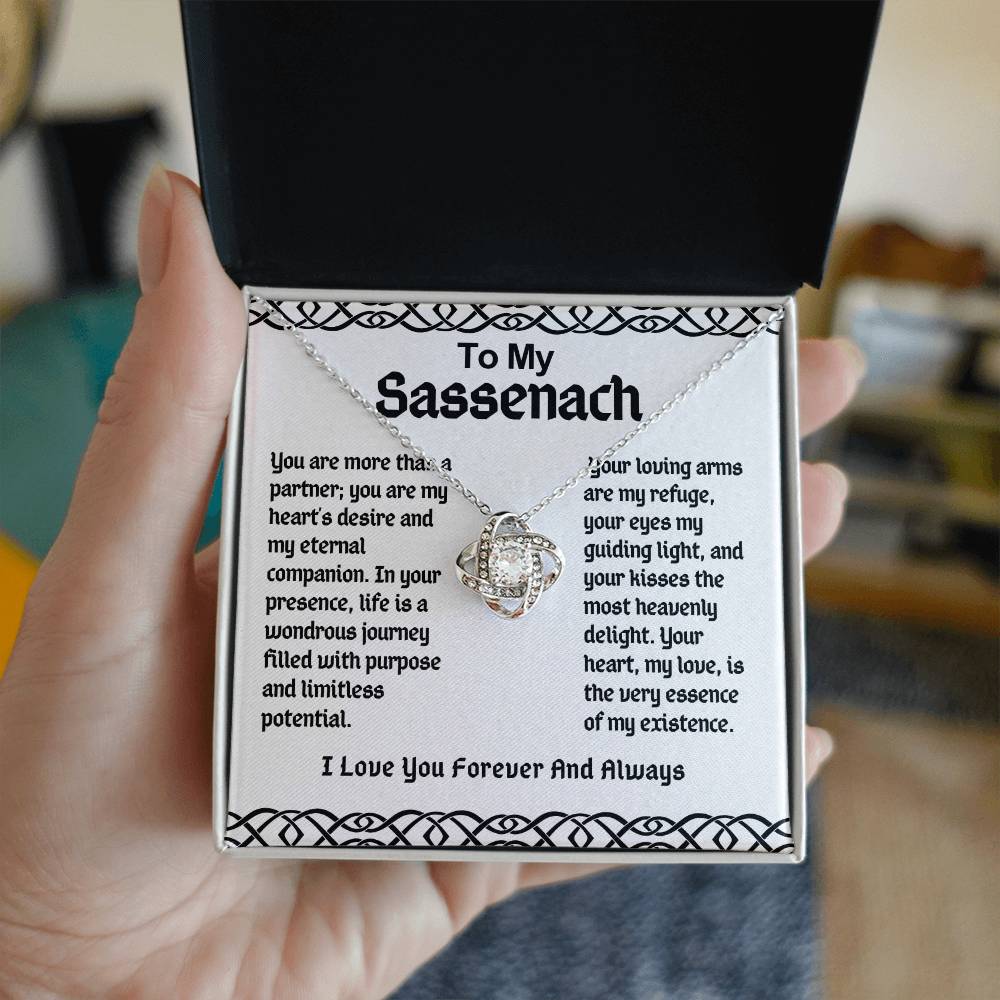 To My
Sassenach
You are more than a
partner; you are my
heart's desire and
my eternal
companion. In your
presence, life is a
wondrous journey
filled with purpose
and limitless
potential.
Your loving arms
are my refuge,
your eyes my
guiding light, and
your kisses the
most heavenly
delight. Your
heart, my love, is
the very essence
of my existence.
I Love You Forever And Always